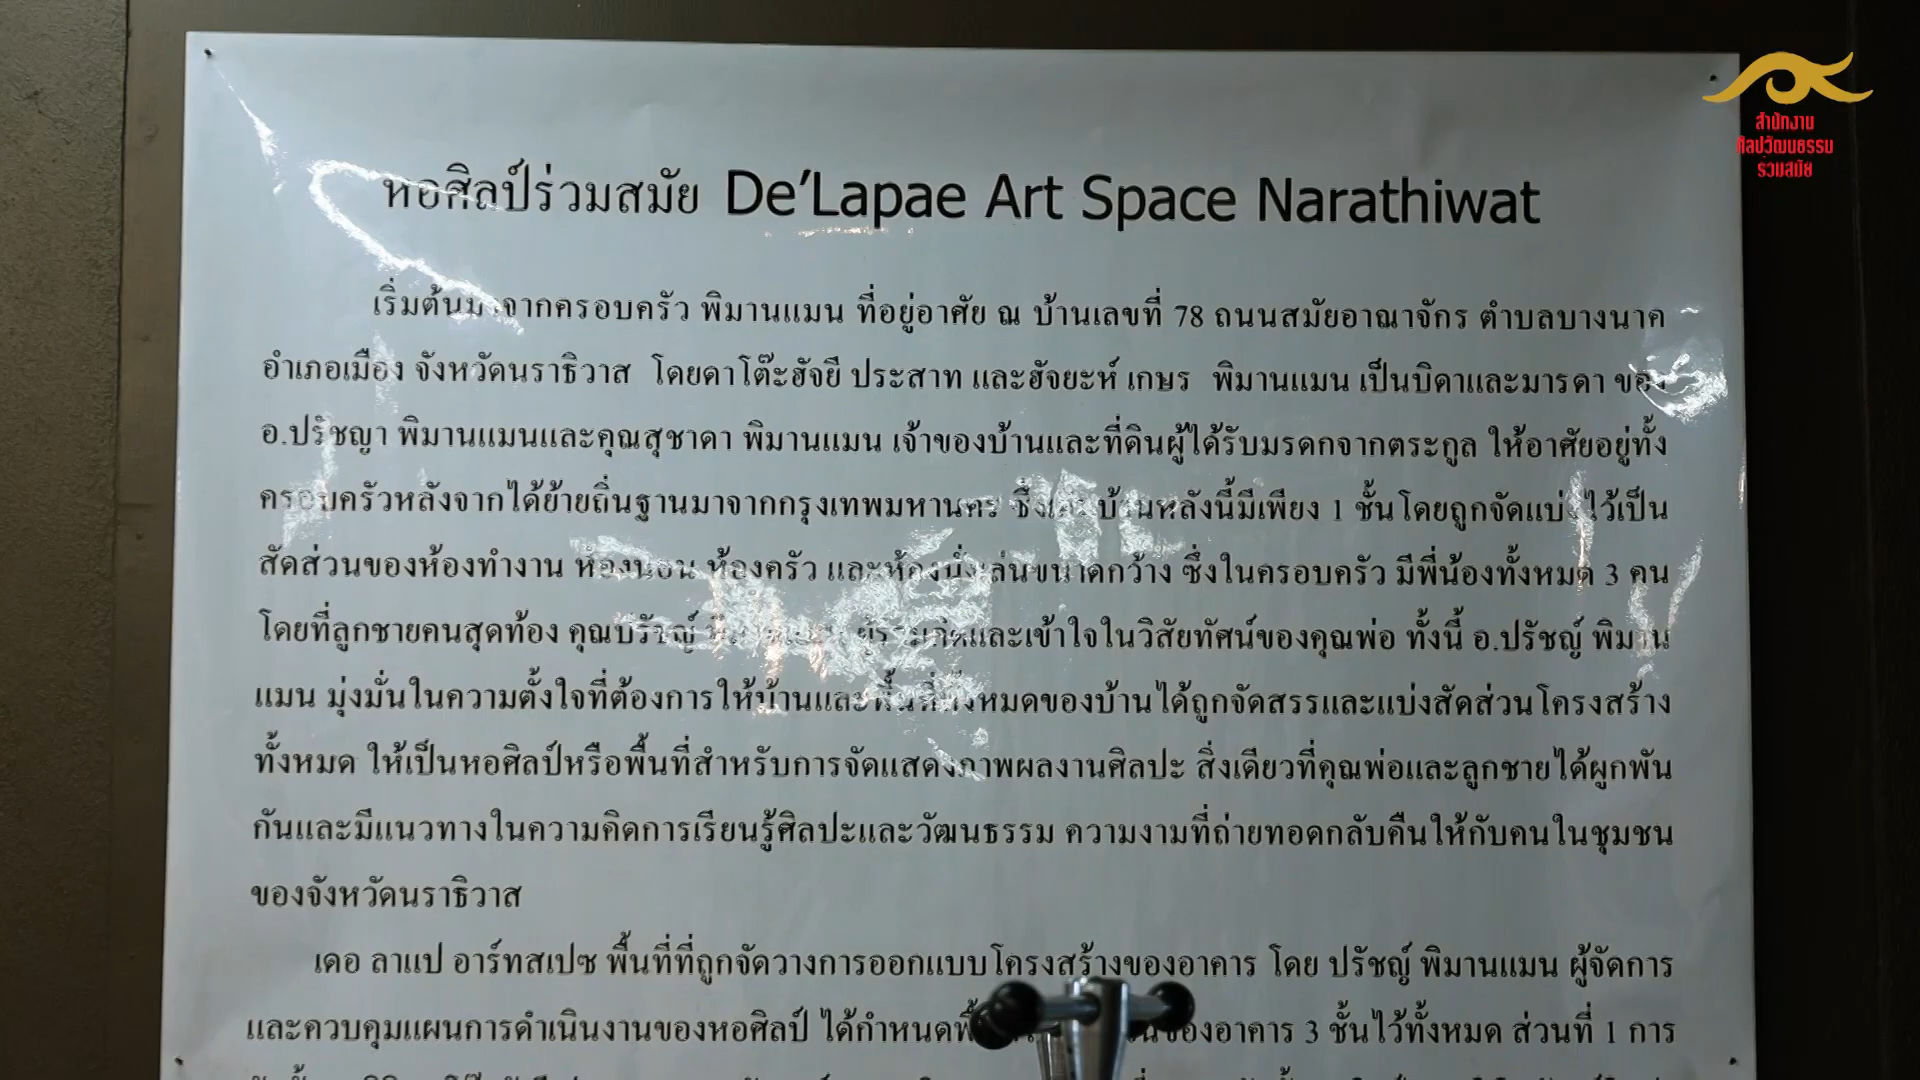 หอศิลป์ร่วมสมัย De'Lapae Art Space Narathiwat
สำนักงาน
ศิลปวัฒนธรรม
ร่วมสมัย
เริ่มต้นมาจากครอบครัว พิมานแมน ที่อยู่อาศัย ณ บ้านเลขที่ 78 ถนนสมัยอาณาจักร ตำบลบางนาค
อำเภอเมือง จังหวัดนราธิวาส โดยดาโต๊ะฮัจยี ประสาท และฮัจยะห์ เกษร พิมานแมน เป็นบิดาและมารดา ของ
อ.ปรัชญา พิมานแมนและคุณสุชาดา พิมานแมน เจ้าของบ้านและที่ดินผู้ได้รับมรดกจากตระกูล ให้อาศัยอยู่ทั้ง
ครอบครัวหลังจากได้ย้ายถิ่นฐานมาจากกรุงเทพมหานคร บ้านหลังนี้มีเพียง 1 ชั้นโดยถูกจัดแบ่งไว้เป็น
สัดส่วนของห้องทำงาน ห้องนอน ห้องครัว และห้องนั่งเล่นขนาดกว้าง ซึ่งในครอบครัว มีพี่น้องทั้งหมด 3 คน
โดยที่ลูกชายคนสุดท้อง คุณปรัชญ์ และเข้าใจในวิสัยทัศน์ของคุณพ่อ ทั้งนี้ อ.ปรัชญ์ พิมาน
แมน มุ่งมั่นในความตั้งใจที่ต้องการให้บ้านและพื้นที่ทั้งหมดของบ้านได้ถูกจัดสรรและแบ่งสัดส่วนโครงสร้าง
ทั้งหมด ให้เป็นหอศิลป์หรือพื้นที่สำหรับการจัดแสดงภาพผลงานศิลปะ สิ่งเดียวที่คุณพ่อและลูกชายได้ผูกพัน
กันและมีแนวทางในความคิดการเรียนรู้ศิลปะและวัฒนธรรม ความงามที่ถ่ายทอดกลับคืนให้กับคนในชุมชน
ของจังหวัดนราธิวาส
เดอ ลาแป อาร์ทสเปซ พื้นที่ที่ถูกจัดวางการออกแบบโครงสร้างของอาคาร โดย ปรัชญ์ พิมานแมน ผู้จัดการ
และควบคุมแผนการดำเนินงานของหอศิลป์ ได้กำหนด ของอาคาร 3 ชั้นไว้ทั้งหมด ส่วนที่ 1 การ